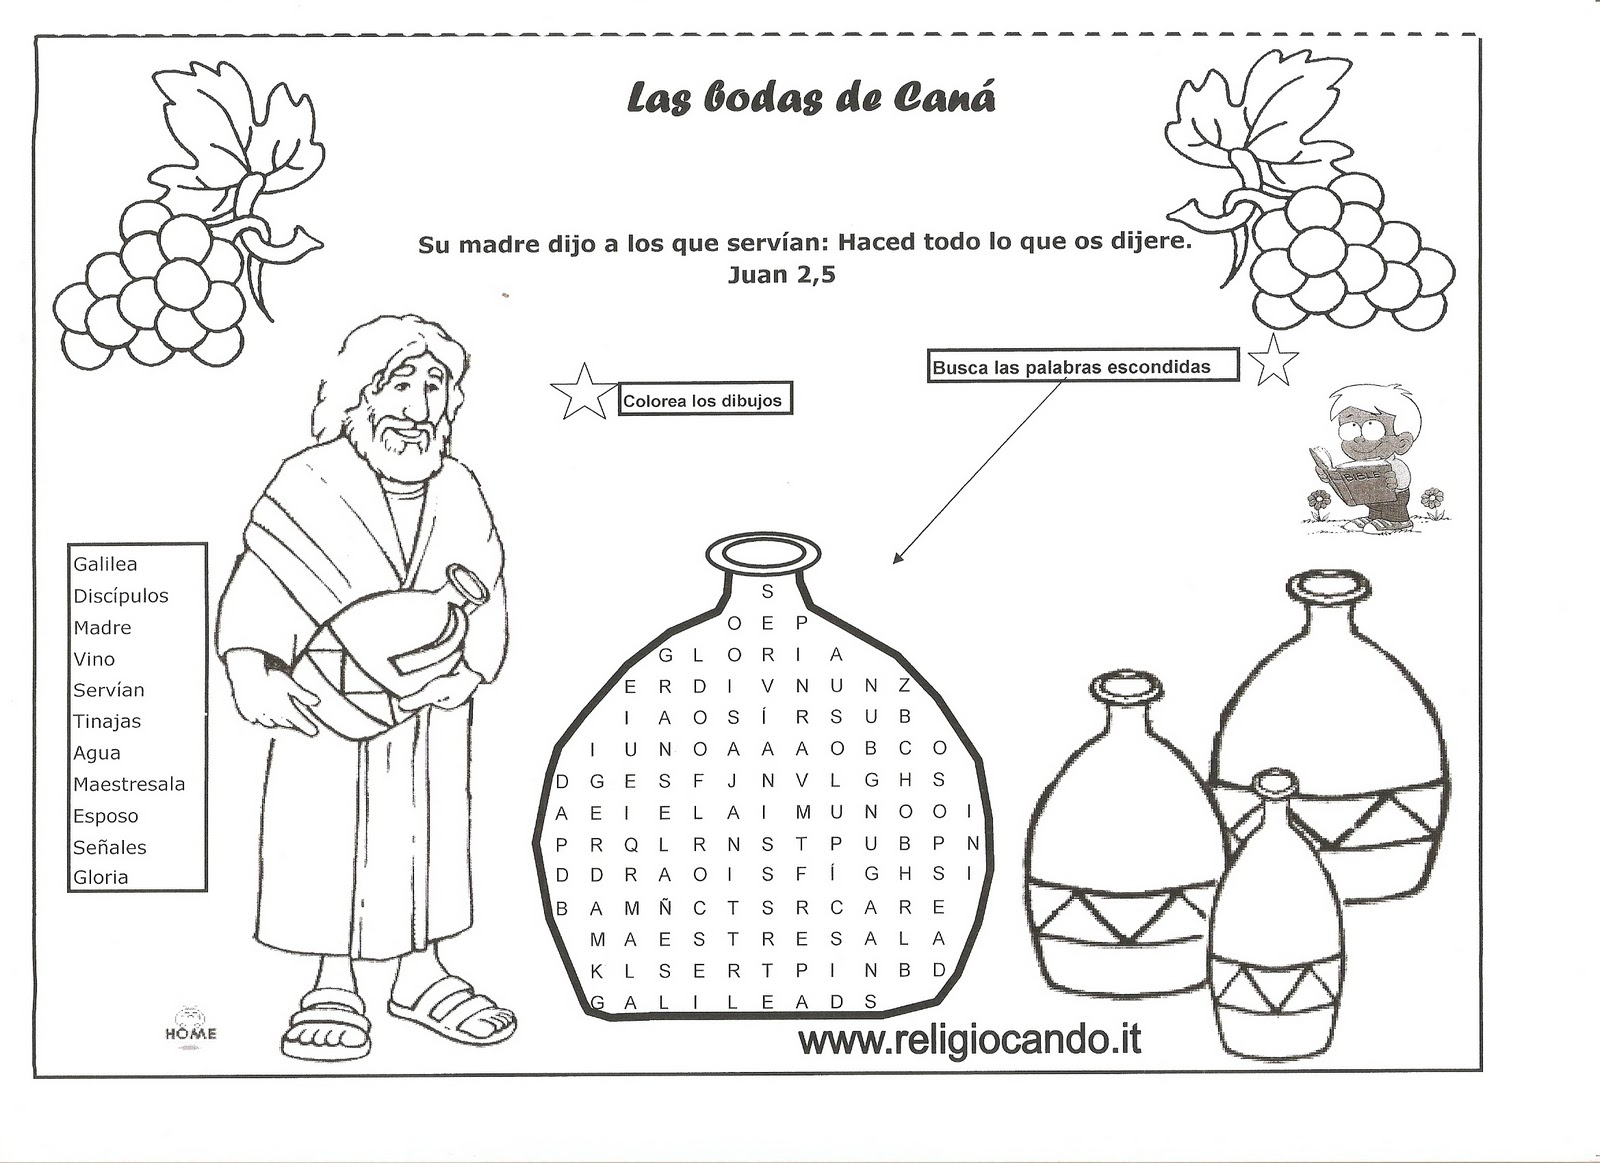 Las bodas de Caná
Su madre dijo a los que servían: Haced todo lo que os dijere.
Juan 2,5
Busca las palabras escondidas
Colorea los dibujos
BIBLE
Galilea
Discípulos
Madre
Vino
Servían
Tinajas
Agua
Maestresala
Esposo
Señales
Gloria
S
O E P
G L O R I A
E R D I V N U N Z
I A O S Í R S U B
I U N O A A A O B C O
D G E S F J N V L G H S
A E I E L A I M U N O O I
P R Q L R N S T P U B P N
D D R A O I S F Í G H S I
B A M Ñ C T S R C A R E
M A E S T R E S A L A
K L S E R T P I N B D
G A L I L E A D S
HOME
www.religiocando.it